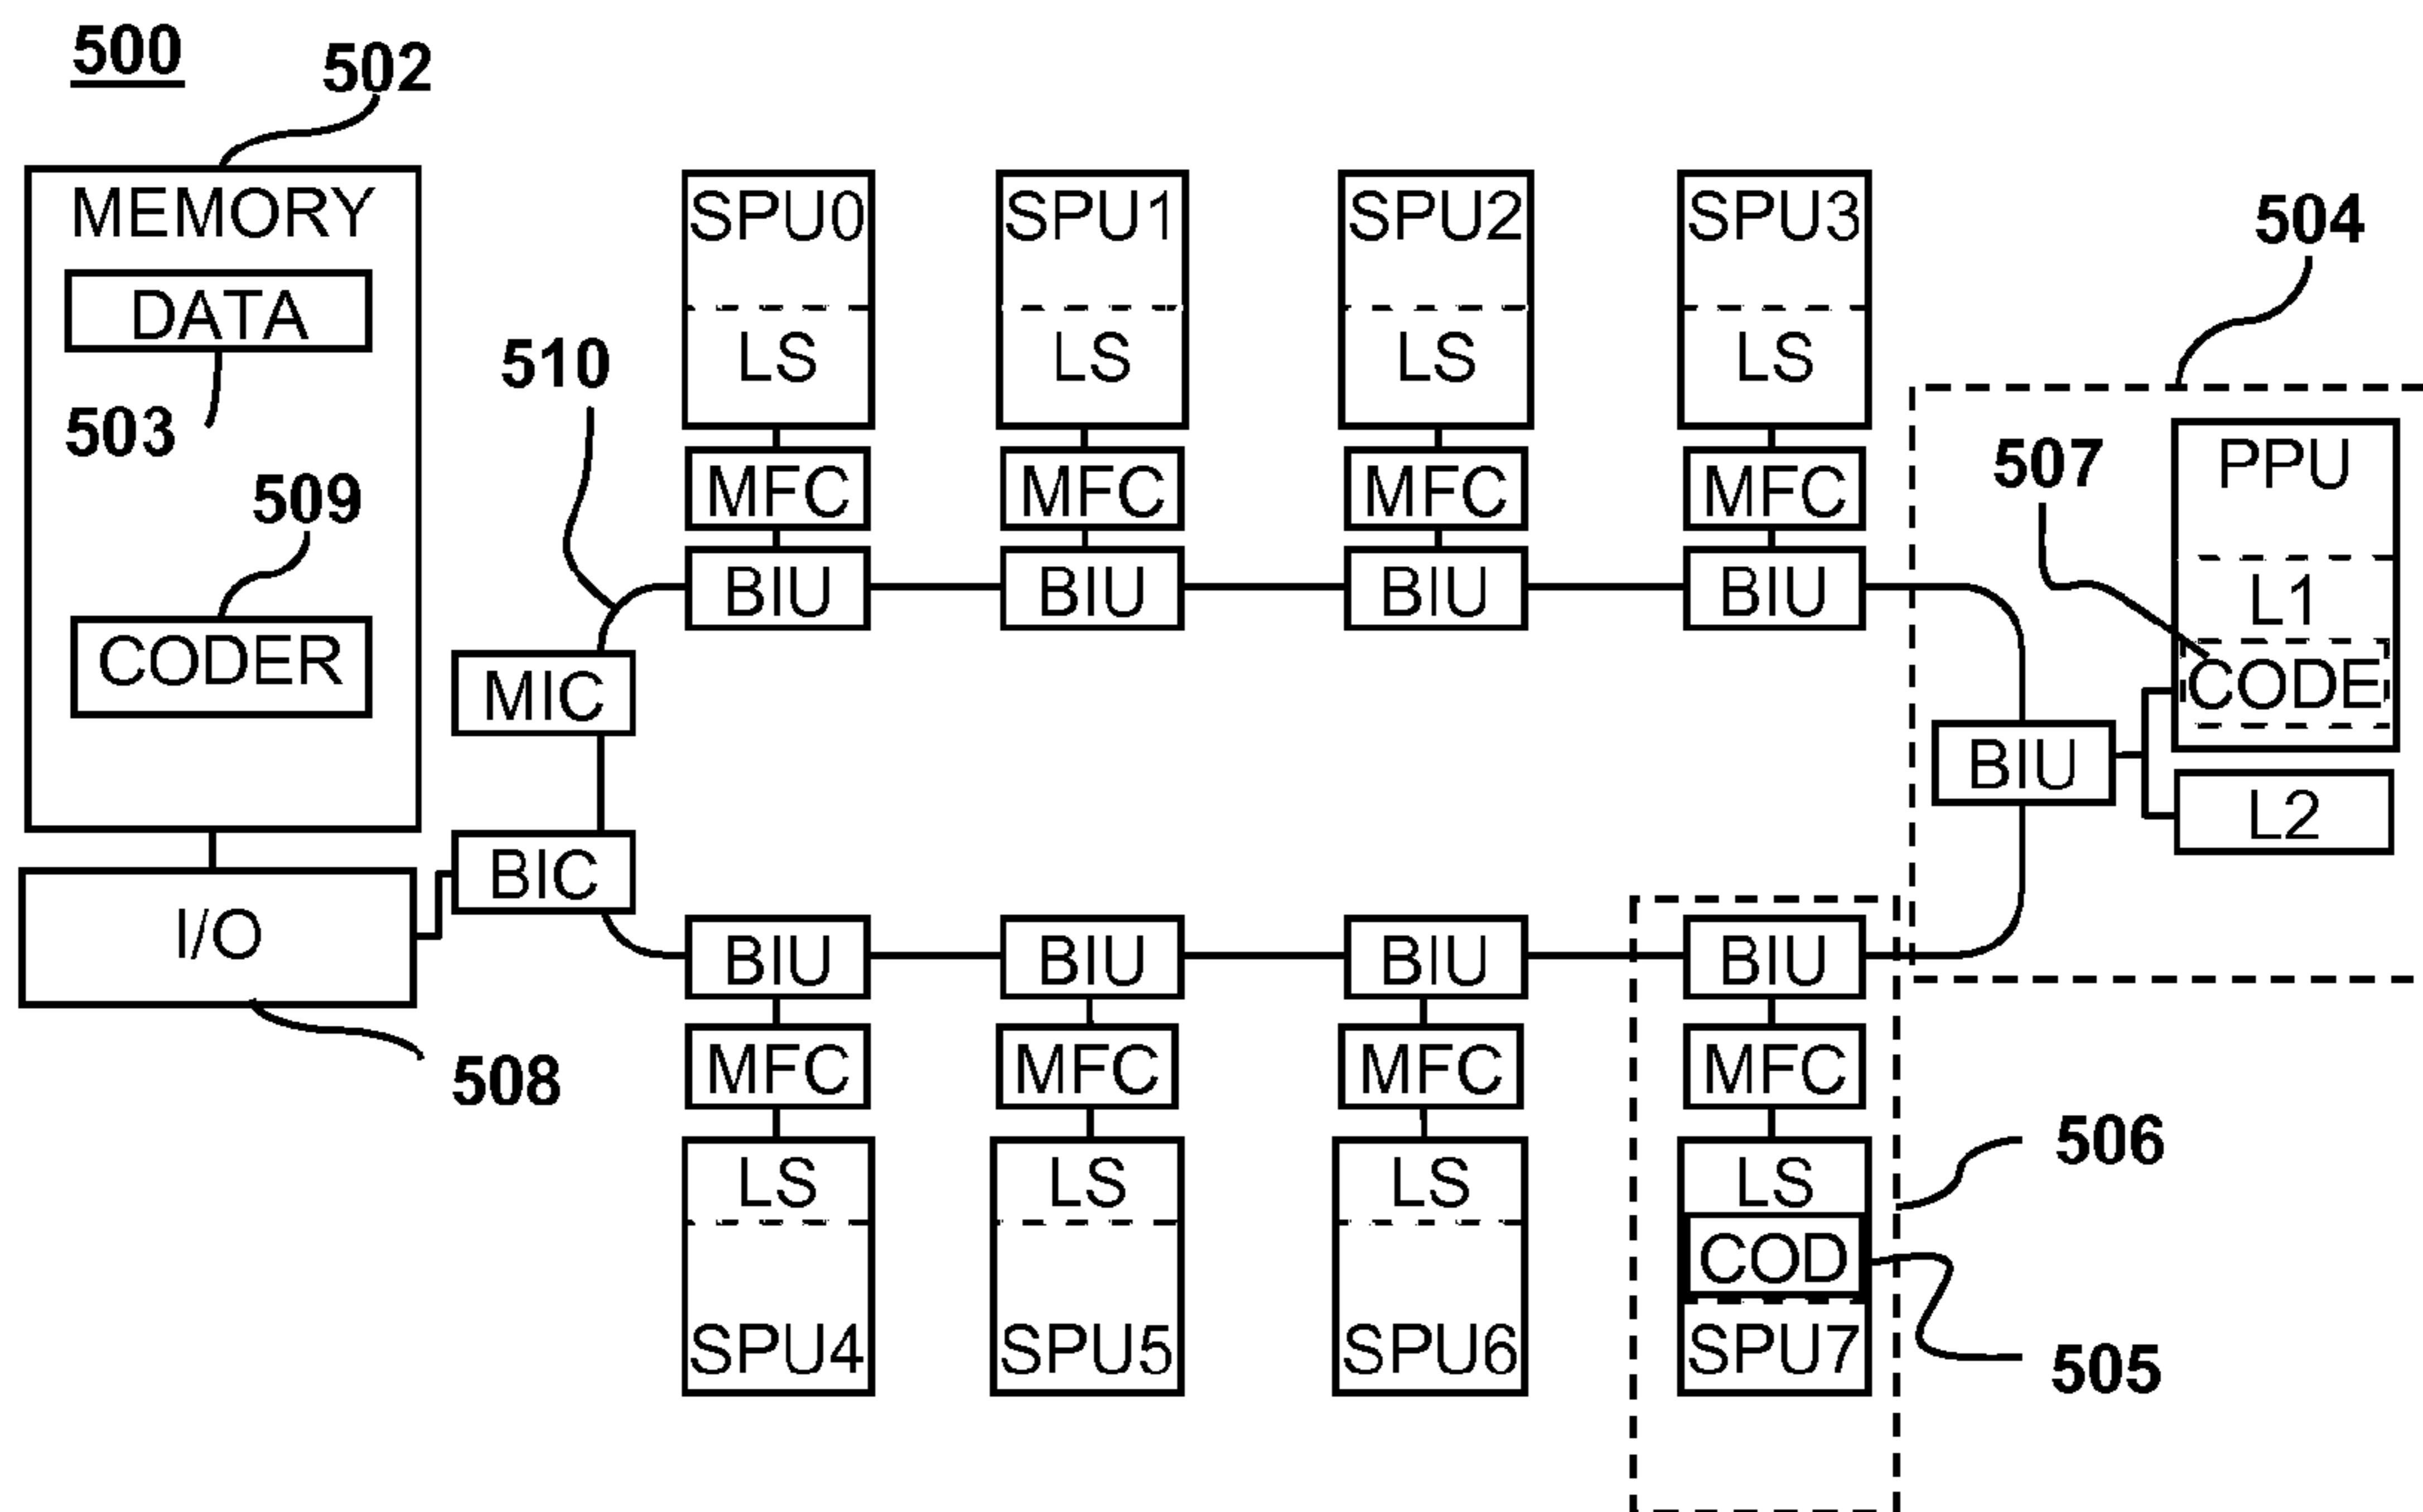 500
502
MEMORY
DATA
503
509
CODER
I/O
508
510
MIC
BIC
SPU0 SPU1 SPU2 SPU3
LS LS LS LS
MFC MFC MFC MFC
BIU BIU BIU BIU
504
507
PPU
L1
CODE
BIU
L2
BIU BIU BIU BIU
MFC MFC MFC MFC
LS LS LS LS
COD
SPU4 SPU5 SPU6 SPU7
506
505